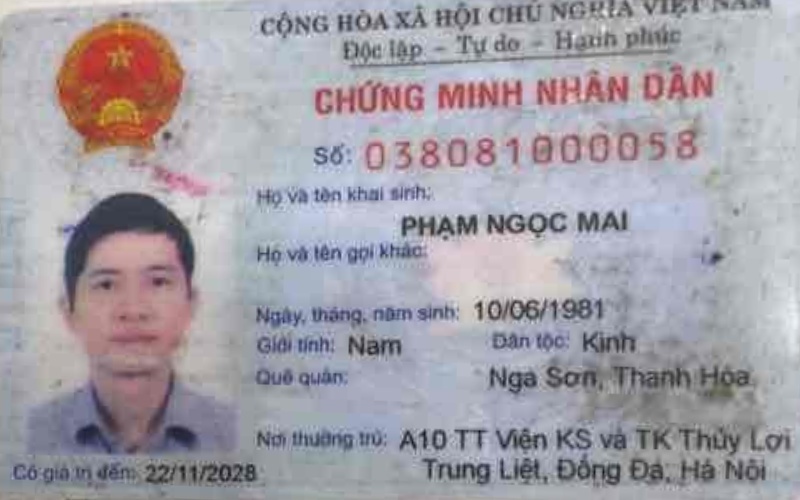 CỘNG HÒA XÃ HỘI CHỦ NGHĨA VIỆT NAM
Độc lập - Tự do - Hạnh phúc
CHỨNG MINH NHÂN DÂN
Số: 038081000058
Họ và tên khai sinh:
PHẠM NGỌC MAI
Họ và tên gọi khác:
Ngày, tháng, năm sinh: 10/06/1981
Giới tính: Nam Dân tộc: Kinh
Quê quán: Nga Sơn, Thanh Hóa
Nơi thường trú: A10 TT Viện KS và TK Thủy Lợi
Trung Liệt, Đống Đa, Hà Nội
Có giá trị đến: 22/11/2028